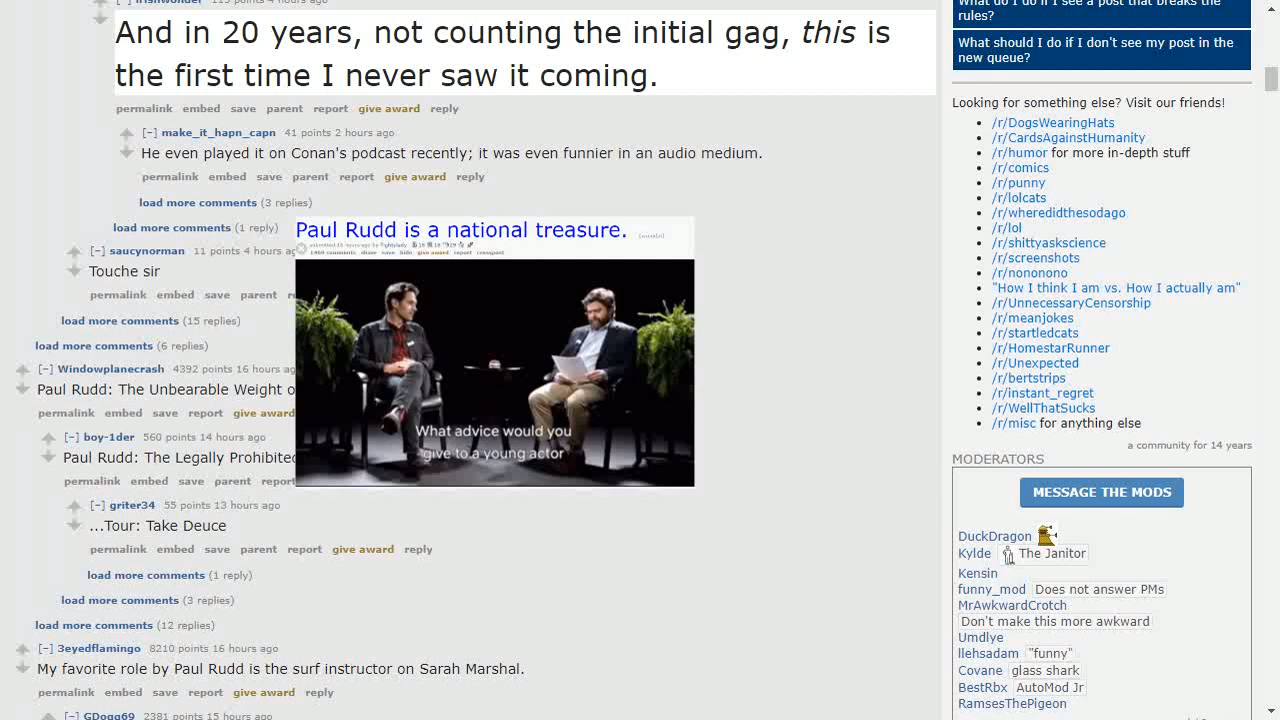 irishwonder 115 points 4 hours ago
And in 20 years, not counting the initial gag, this is
the first time I never saw it coming.
permalink embed save parent report give award reply
[–] make_it_hapn_capn 41 points 2 hours ago
He even played it on Conan's podcast recently; it was even funnier in an audio medium.
permalink embed save parent report give award reply
load more comments (3 replies)
load more comments (1 reply)
[–] saucynorman 11 points 4 hours ag
Touche sir
permalink embed save parent r
load more comments (15 replies)
load more comments (6 replies)
[–] Windowplanecrash 4392 points 16 hours ag
Paul Rudd: The Unbearable Weight o
permalink embed save report give award
[–] boy-1der 560 points 14 hours ago
Paul Rudd: The Legally Prohibited
permalink embed save parent report
[–] griter34 55 points 13 hours ago
...Tour: Take Deuce
permalink embed save parent report give award reply
load more comments (1 reply)
load more comments (3 replies)
load more comments (12 replies)
[–] 3eyedflamingo 8210 points 16 hours ago
My favorite role by Paul Rudd is the surf instructor on Sarah Marshal.
permalink embed save report give award reply
[–] GDogg69 2381 points 15 hours ago
Paul Rudd is a national treasure.
comments share save hide give award report crosspost
What advice would you
give to a young actor
What do I do if I see a post that breaks the
rules?
What should I do if I don't see my post in the
new queue?
Looking for something else? Visit our friends!
/r/DogsWearingHats
/r/CardsAgainstHumanity
/r/humor for more in-depth stuff
/r/comics
/r/punny
/r/lolcats
/r/wheredidthesodago
/r/lol
/r/shittyaskscience
/r/screenshots
/r/nononono
"How I think I am vs. How I actually am"
/r/UnnecessaryCensorship
/r/meanjokes
/r/startledcats
/r/HomestarRunner
/r/Unexpected
/r/bertstrips
/r/instant_regret
/r/WellThatSucks
/r/misc for anything else
a community for 14 years
MODERATORS
MESSAGE THE MODS
DuckDragon
Kylde The Janitor
Kensin
funny_mod Does not answer PMs
MrAwkwardCrotch
Don't make this more awkward
Umdlye
llehsadam "funny"
Covane glass shark
BestRbx AutoMod Jr
RamsesThePigeon